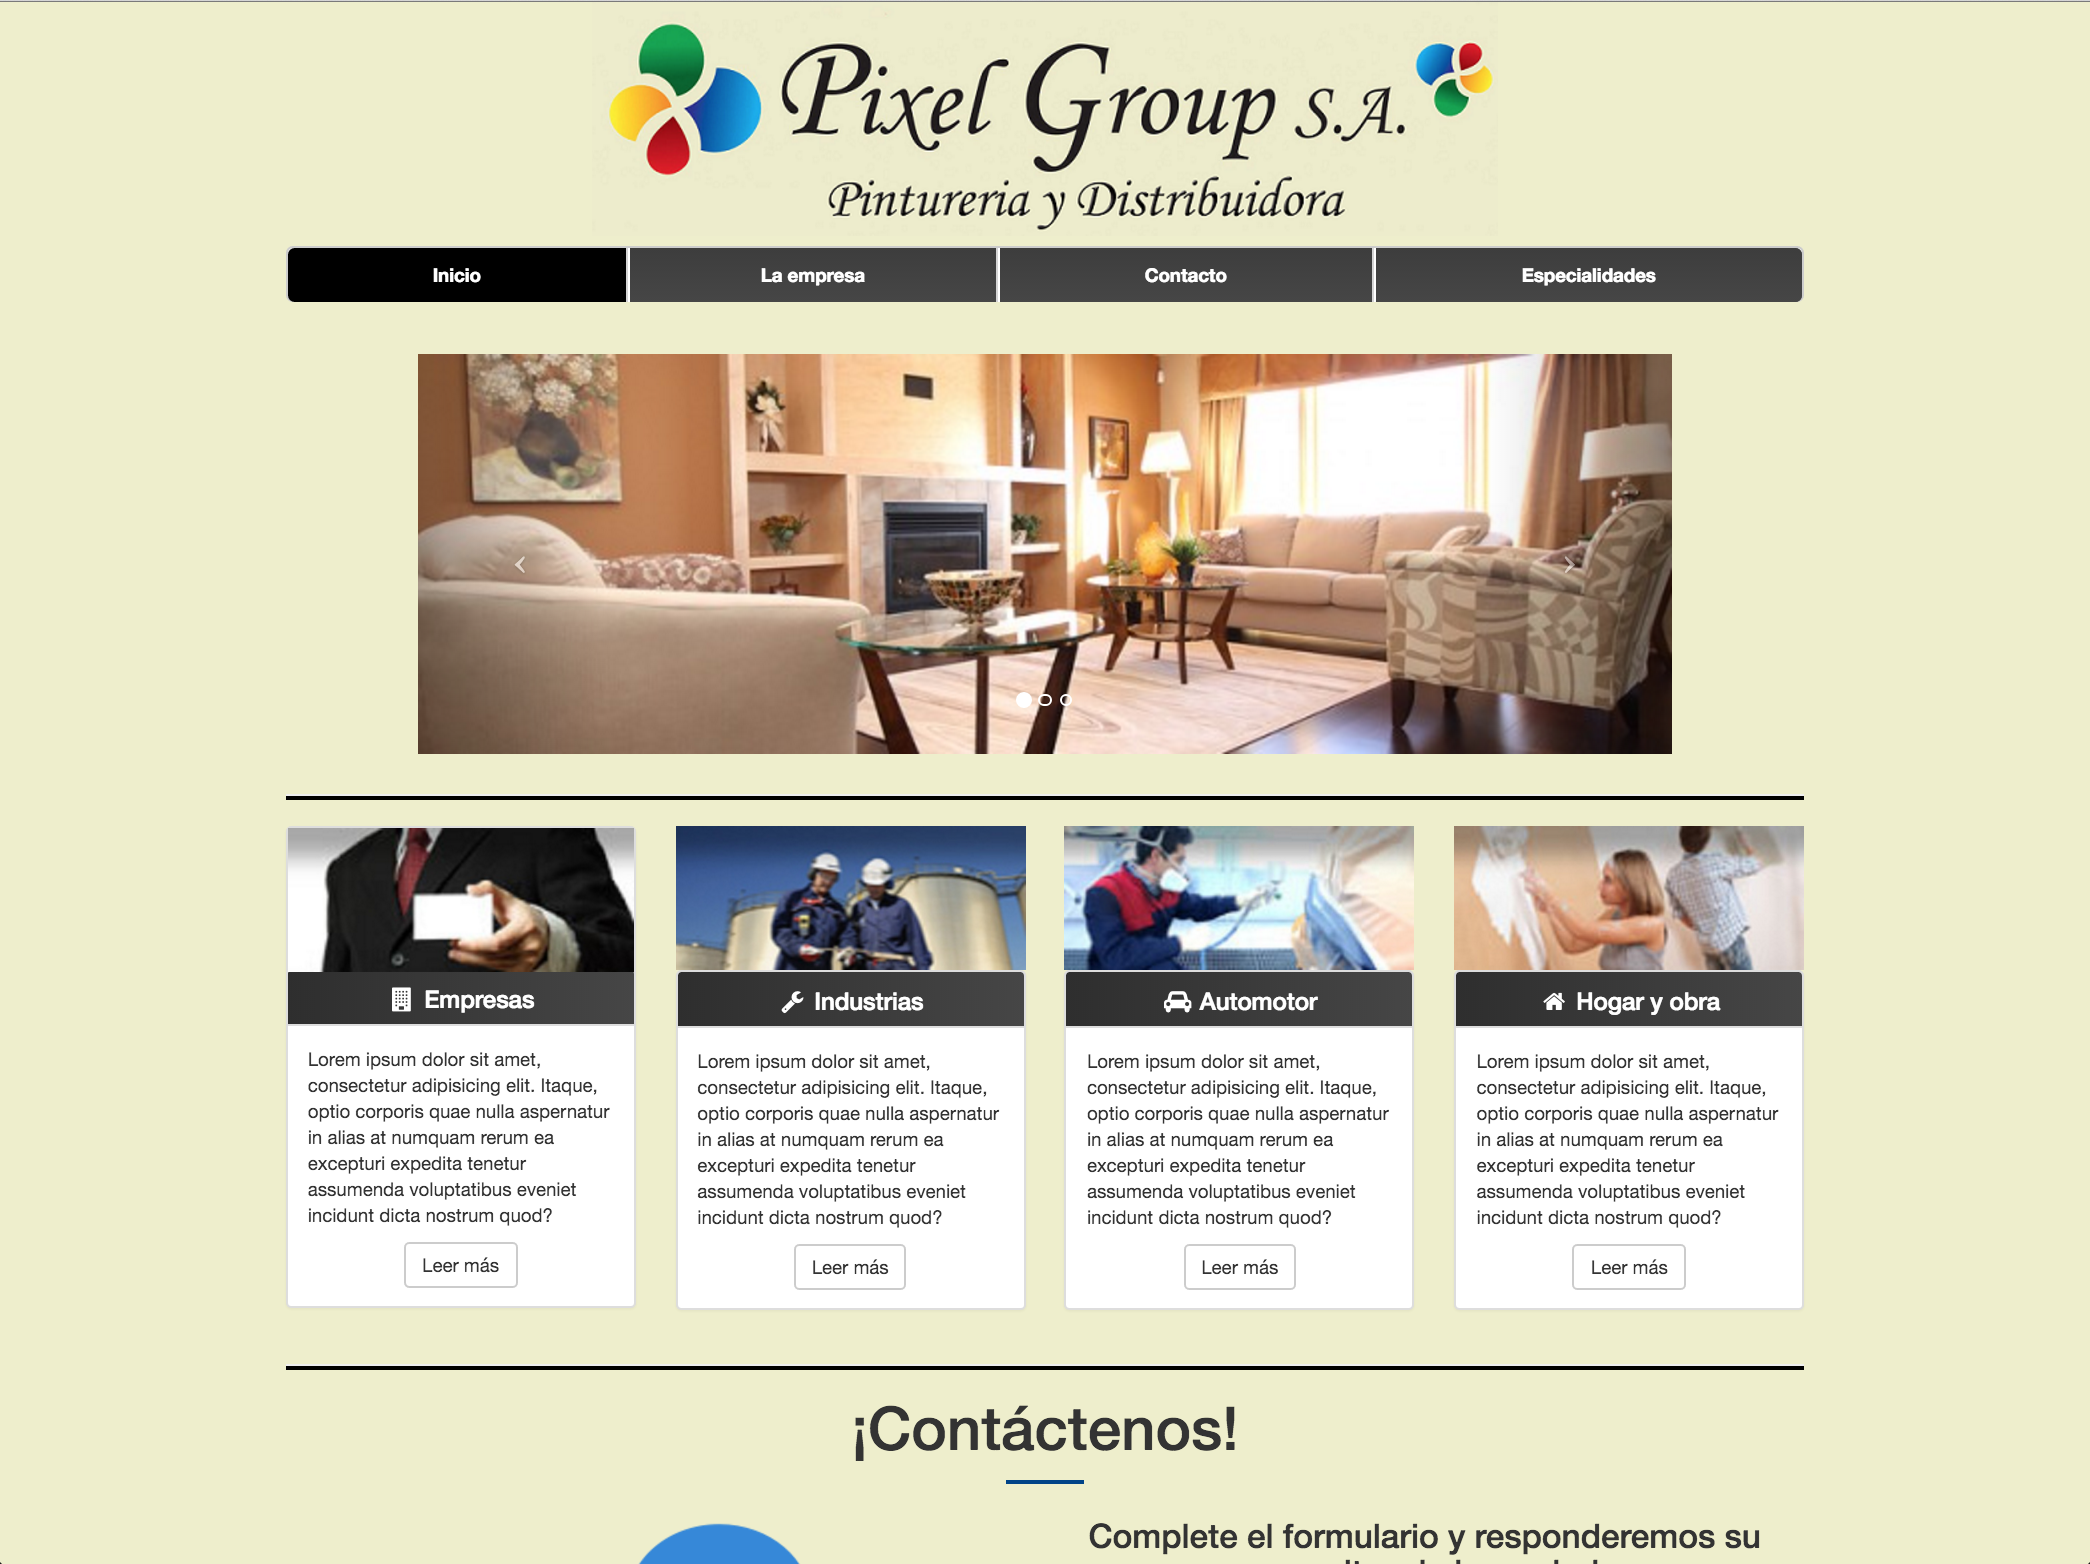 Pixel Group S.A.
Pintureria y Distribuidora
Inicio
La empresa
Contacto
Especialidades
Empresas
Lorem ipsum dolor sit amet,
consectetur adipisicing elit. Itaque,
optio corporis quae nulla aspernatur
in alias at numquam rerum ea
excepturi expedita tenetur
assumenda voluptatibus eveniet
incidunt dicta nostrum quod?
Leer más
Industrias
Lorem ipsum dolor sit amet,
consectetur adipisicing elit. Itaque,
optio corporis quae nulla aspernatur
in alias at numquam rerum ea
excepturi expedita tenetur
assumenda voluptatibus eveniet
incidunt dicta nostrum quod?
Leer más
Automotor
Lorem ipsum dolor sit amet,
consectetur adipisicing elit. Itaque,
optio corporis quae nulla aspernatur
in alias at numquam rerum ea
excepturi expedita tenetur
assumenda voluptatibus eveniet
incidunt dicta nostrum quod?
Leer más
Hogar y obra
Lorem ipsum dolor sit amet,
consectetur adipisicing elit. Itaque,
optio corporis quae nulla aspernatur
in alias at numquam rerum ea
excepturi expedita tenetur
assumenda voluptatibus eveniet
incidunt dicta nostrum quod?
Leer más
¡Contáctenos!
Complete el formulario y responderemos su